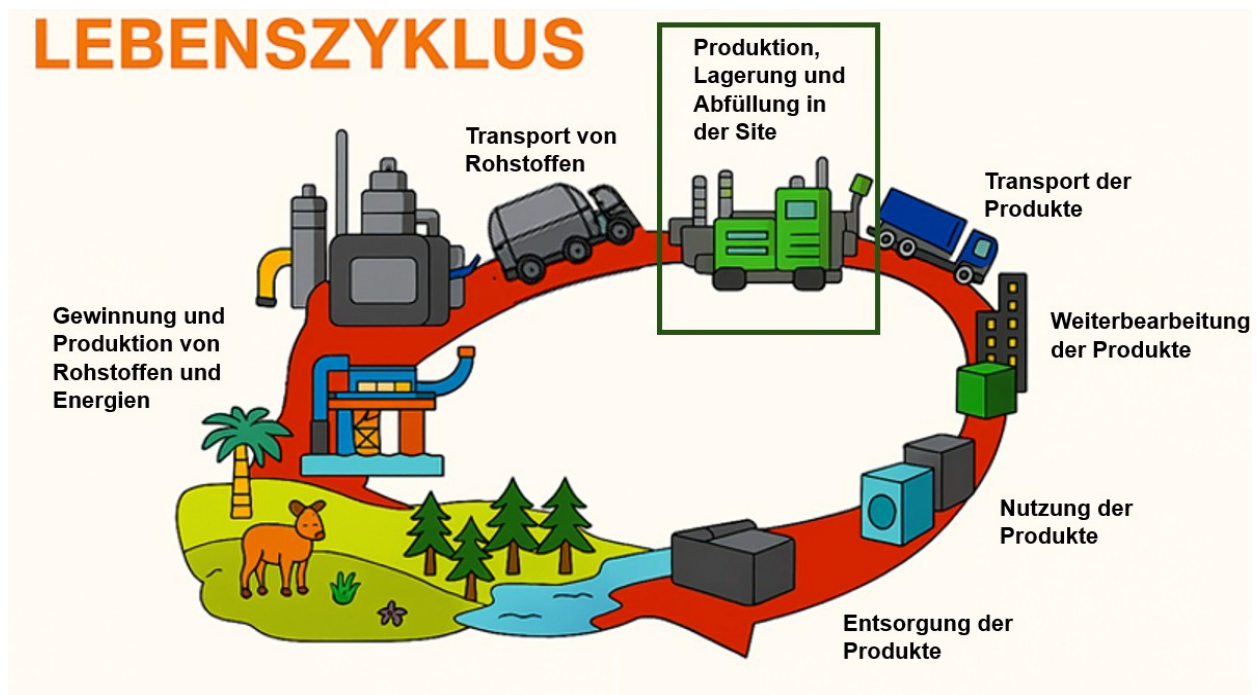 LEBENSZYKLUS
Produktion,
Lagerung und
Abfüllung in
der Site
Transport von
Rohstoffen
Transport der
Produkte
Gewinnung und
Produktion von
Rohstoffen und
Energien
Weiterbearbeitung
der Produkte
Nutzung der
Produkte
Entsorgung der
Produkte